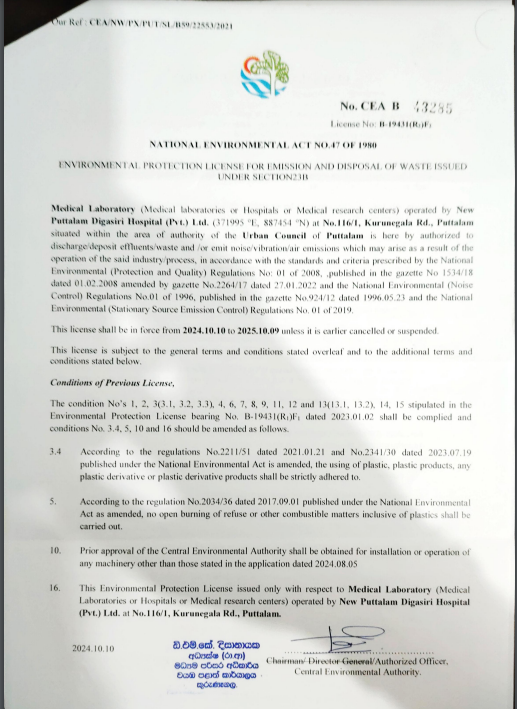 Our Ref : CEA/NW/PX/PUT/SL/B59/22553/2021
No. CEA B 43285
License No: B-19431(R₂)F₂
NATIONAL ENVIRONMENTAL ACT NO.47 OF 1980
ENVIRONMENTAL PROTECTION LICENSE FOR EMISSION AND DISPOSAL OF WASTE ISSUED
UNDER SECTION23B
Medical Laboratory (Medical laboratories or Hospitals or Medical research centers) operated by New
Puttalam Digasiri Hospital (Pvt.) Ltd. (371995 °E, 887454 °N) at No.116/1, Kurunegala Rd., Puttalam
situated within the area of authority of the Urban Council of Puttalam is here by authorized to
discharge/deposit effluents/waste and /or emit noise/vibration/air emissions which may arise as a result of the
operation of the said industry/process, in accordance with the standards and criteria prescribed by the National
Environmental (Protection and Quality) Regulations No: 01 of 2008, ,published in the gazette No 1534/18
dated 01.02.2008 amended by gazette No.2264/17 dated 27.01.2022 and the National Environmental (Noise
Control) Regulations No.01 of 1996, published in the gazette No.924/12 dated 1996.05.23 and the National
Environmental (Stationary Source Emission Control) Regulations No. 01 of 2019.
This license shall be in force from 2024.10.10 to 2025.10.09 unless it is earlier cancelled or suspended.
This license is subject to the general terms and conditions stated overleaf and to the additional terms and
conditions stated below.
Conditions of Previous License,
The condition No's 1, 2, 3(3.1, 3.2, 3.3), 4, 6, 7, 8, 9, 11, 12 and 13(13.1, 13.2), 14, 15 stipulated in the
Environmental Protection License bearing No. B-19431(R₁)F₁ dated 2023.01.02 shall be complied and
conditions No. 3.4, 5, 10 and 16 should be amended as follows.
3.4 According to the regulations No.2211/51 dated 2021.01.21 and No.2341/30 dated 2023.07.19
published under the National Environmental Act is amended, the using of plastic, plastic products, any
plastic derivative or plastic derivative products shall be strictly adhered to.
5. According to the regulation No.2034/36 dated 2017.09.01 published under the National Environmental
Act as amended, no open burning of refuse or other combustible matters inclusive of plastics shall be
carried out.
10. Prior approval of the Central Environmental Authority shall be obtained for installation or operation of
any machinery other than those stated in the application dated 2024.08.05
16. This Environmental Protection License issued only with respect to Medical Laboratory (Medical
Laboratories or Hospitals or Medical research centers) operated by New Puttalam Digasiri Hospital
(Pvt.) Ltd. at No.116/1, Kurunegala Rd., Puttalam.
2024.10.10
ඩී.එම්.කේ. දිසානායක
අධ්‍යක්ෂ (රා.ආ)
මධ්‍යම පරිසර අධිකාරිය
වයඹ පළාත් කාර්යාලය
කුරුණෑගල.
Chairman/ Director General/Authorized Officer,
Central Environmental Authority.